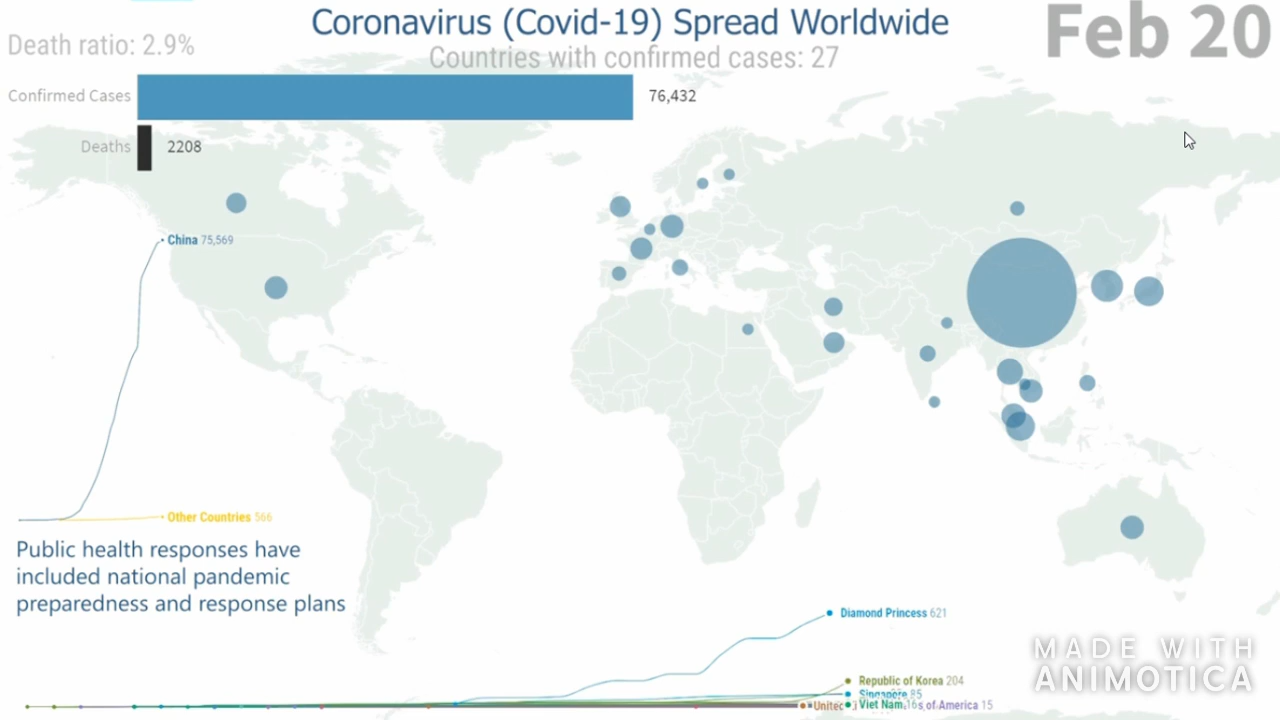 Coronavirus (Covid-19) Spread Worldwide
Feb 20
Death ratio: 2.9%
Countries with confirmed cases: 27
Confirmed Cases 76,432
Deaths 2208
China 75,569
Other Countries 566
Public health responses have
included national pandemic
preparedness and response plans
Diamond Princess 621
Republic of Korea 204
Singapore 85
Viet Nam 16
s of America 15
MADE WITH
ANIMOTICA